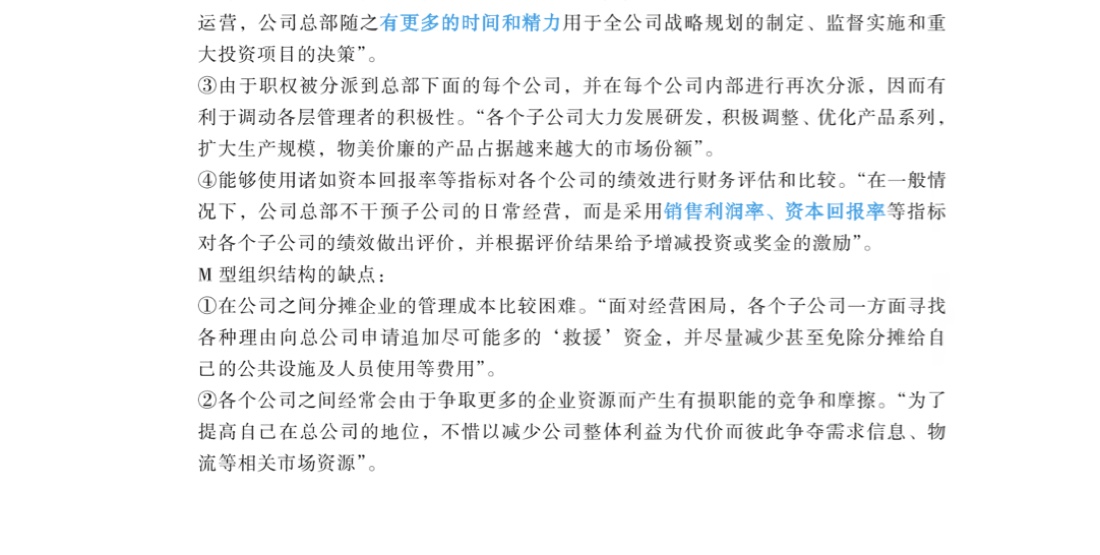 运营，公司总部随之有更多的时间和精力用于全公司战略规划的制定、监督实施和重
大投资项目的决策”。
③由于职权被分派到总部下面的每个公司，并在每个公司内部进行再次分派，因而有
利于调动各层管理者的积极性。“各个子公司大力发展研发，积极调整、优化产品系列，
扩大生产规模，物美价廉的产品占据越来越大的市场份额”。
④能够使用诸如资本回报率等指标对各个公司的绩效进行财务评估和比较。“在一般情
况下，公司总部不干预子公司的日常经营，而是采用销售利润率、资本回报率等指标
对各个子公司的绩效做出评价，并根据评价结果给予增减投资或奖金的激励”。
M 型组织结构的缺点：
①在公司之间分摊企业的管理成本比较困难。“面对经营困局，各个子公司一方面寻找
各种理由向总公司申请追加尽可能多的‘救援’资金，并尽量减少甚至免除分摊给自
己的公共设施及人员使用等费用”。
②各个公司之间经常会由于争取更多的企业资源而产生有损职能的竞争和摩擦。“为了
提高自己在总公司的地位，不惜以减少公司整体利益为代价而彼此争夺需求信息、物
流等相关市场资源”。